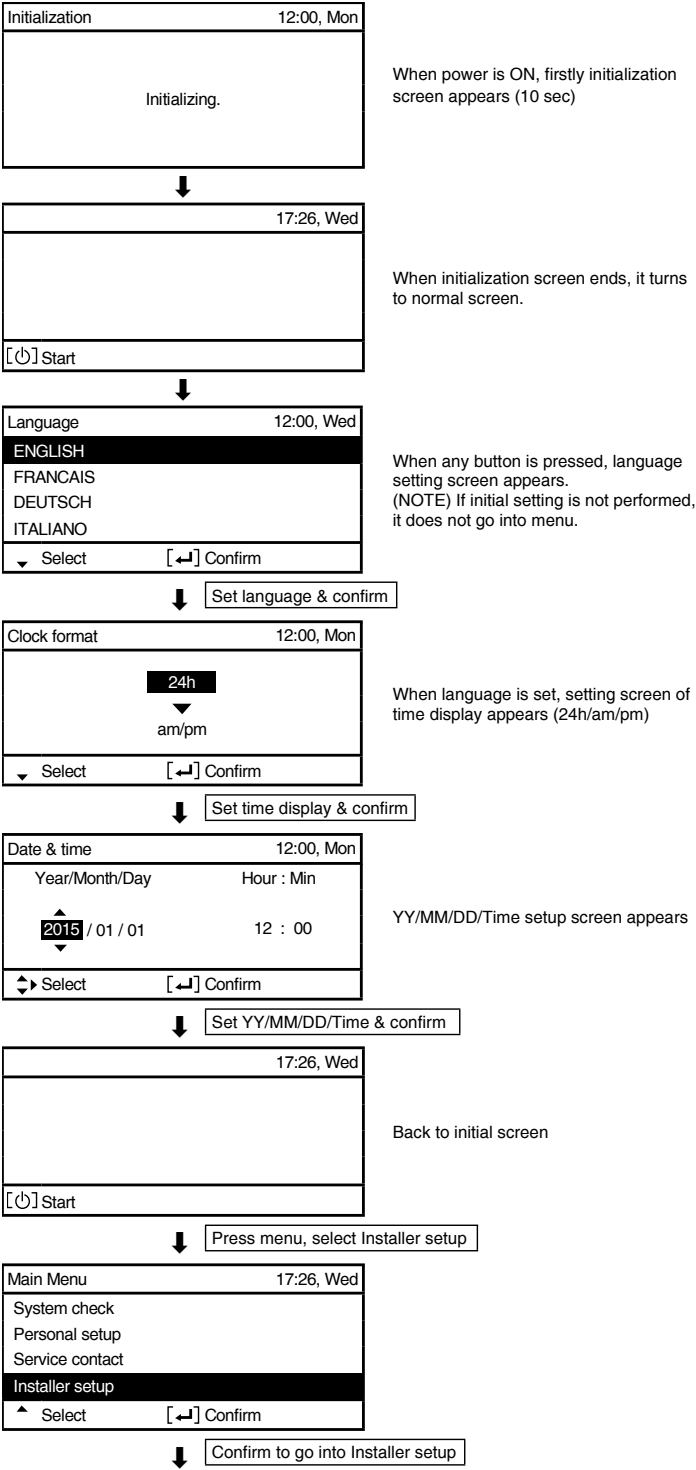 Initialization 12:00, Mon
Initializing.
When power is ON, firstly initialization
screen appears (10 sec)
17:26, Wed
[⏻] Start
When initialization screen ends, it turns
to normal screen.
Language 12:00, Wed
ENGLISH
FRANCAIS
DEUTSCH
ITALIANO
Select [↵] Confirm
When any button is pressed, language
setting screen appears.
(NOTE) If initial setting is not performed,
it does not go into menu.
Set language & confirm
Clock format 12:00, Mon
24h
am/pm
Select [↵] Confirm
When language is set, setting screen of
time display appears (24h/am/pm)
Set time display & confirm
Date & time 12:00, Mon
Year/Month/Day Hour : Min
2015 / 01 / 01 12 : 00
Select [↵] Confirm
YY/MM/DD/Time setup screen appears
Set YY/MM/DD/Time & confirm
17:26, Wed
[⏻] Start
Back to initial screen
Press menu, select Installer setup
Main Menu 17:26, Wed
System check
Personal setup
Service contact
Installer setup
Select [↵] Confirm
Confirm to go into Installer setup